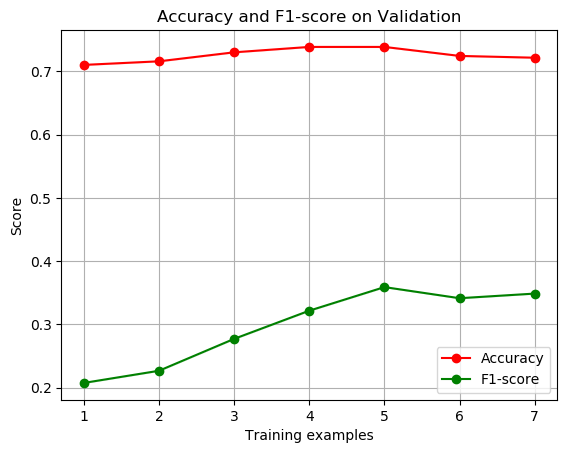 Accuracy and F1-score on Validation
Score
0.7
0.6
0.5
0.4
0.3
0.2
Accuracy
F1-score
1 2 3 4 5 6 7
Training examples